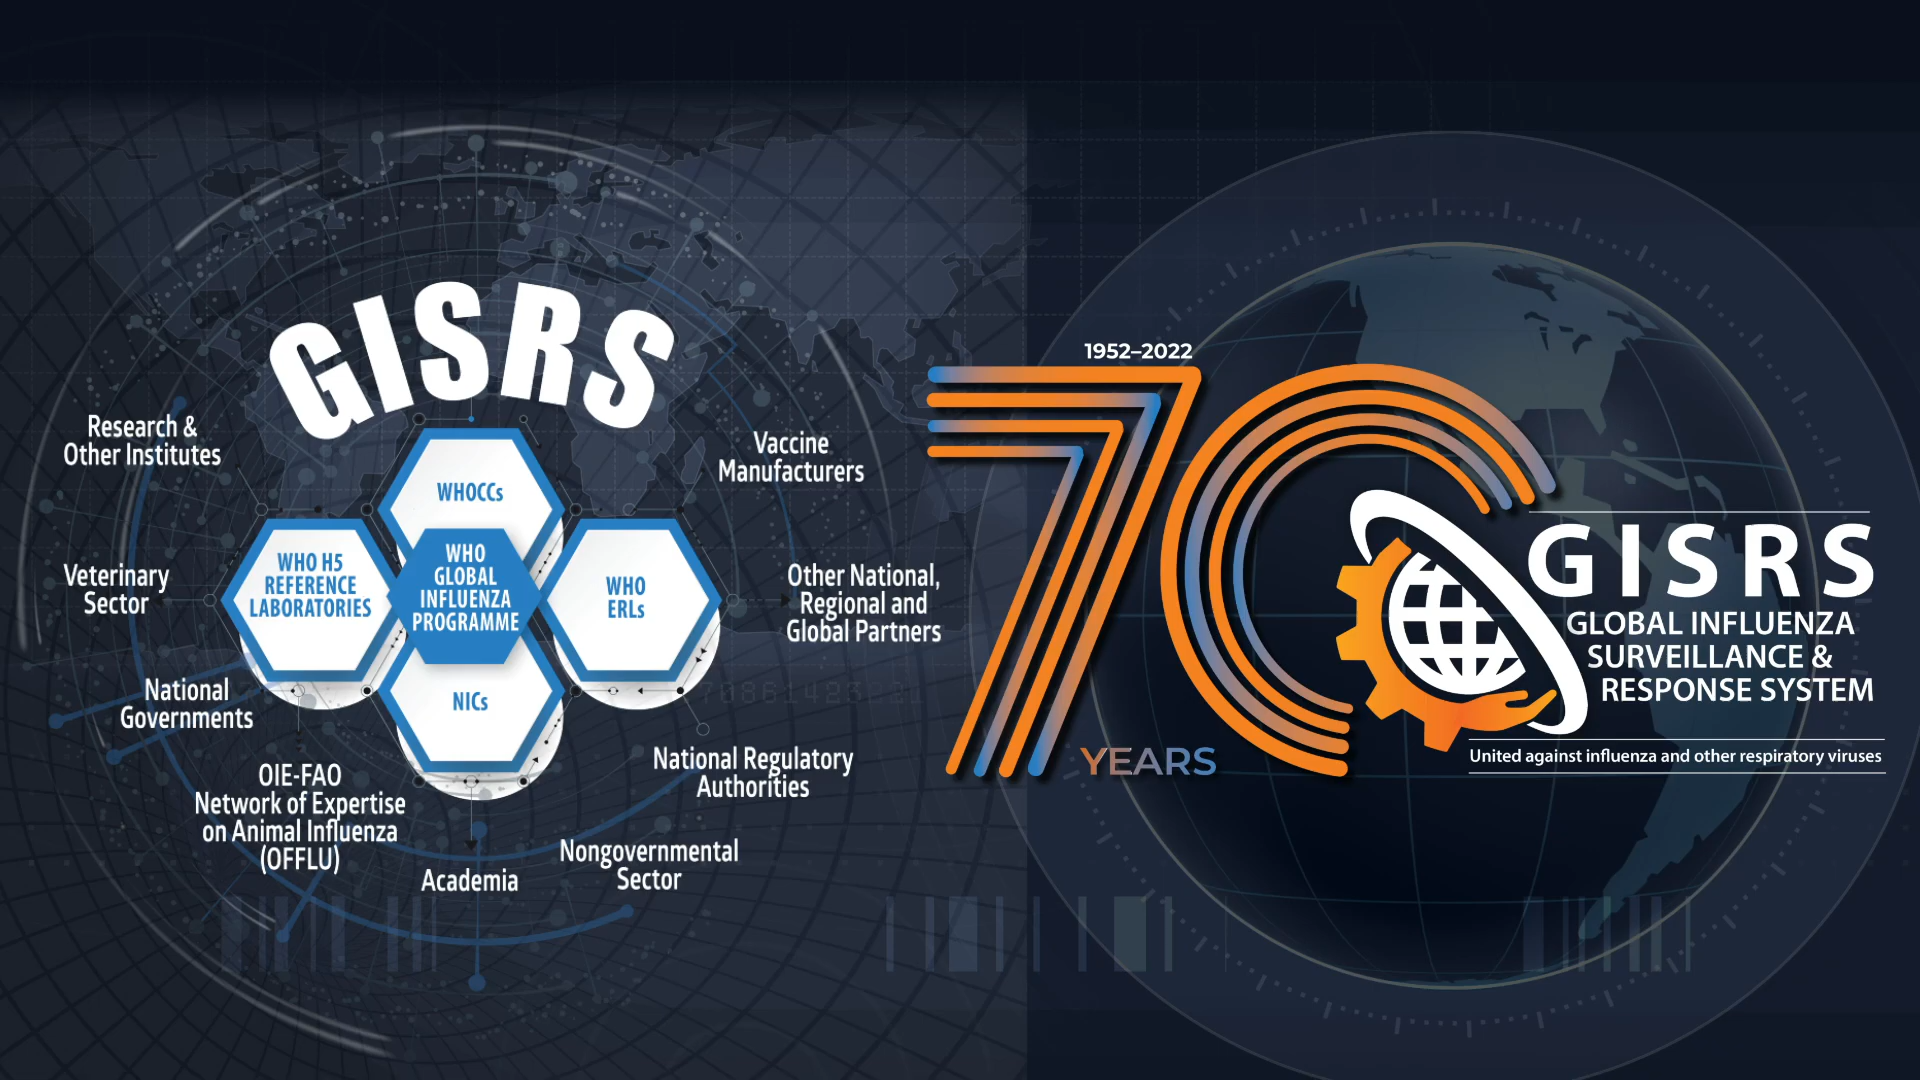 GISRS
Research &
Other Institutes
Vaccine
Manufacturers
WHOCCs
WHO H5
REFERENCE
LABORATORIES
WHO
GLOBAL
INFLUENZA
PROGRAMME
WHO
ERLs
NICs
Veterinary
Sector
Other National,
Regional and
Global Partners
National
Governments
OIE-FAO
Network of Expertise
on Animal Influenza
(OFFLU)
Academia
National Regulatory
Authorities
Nongovernmental
Sector
1952–2022
70
YEARS
GISRS
GLOBAL INFLUENZA
SURVEILLANCE &
RESPONSE SYSTEM
United against influenza and other respiratory viruses